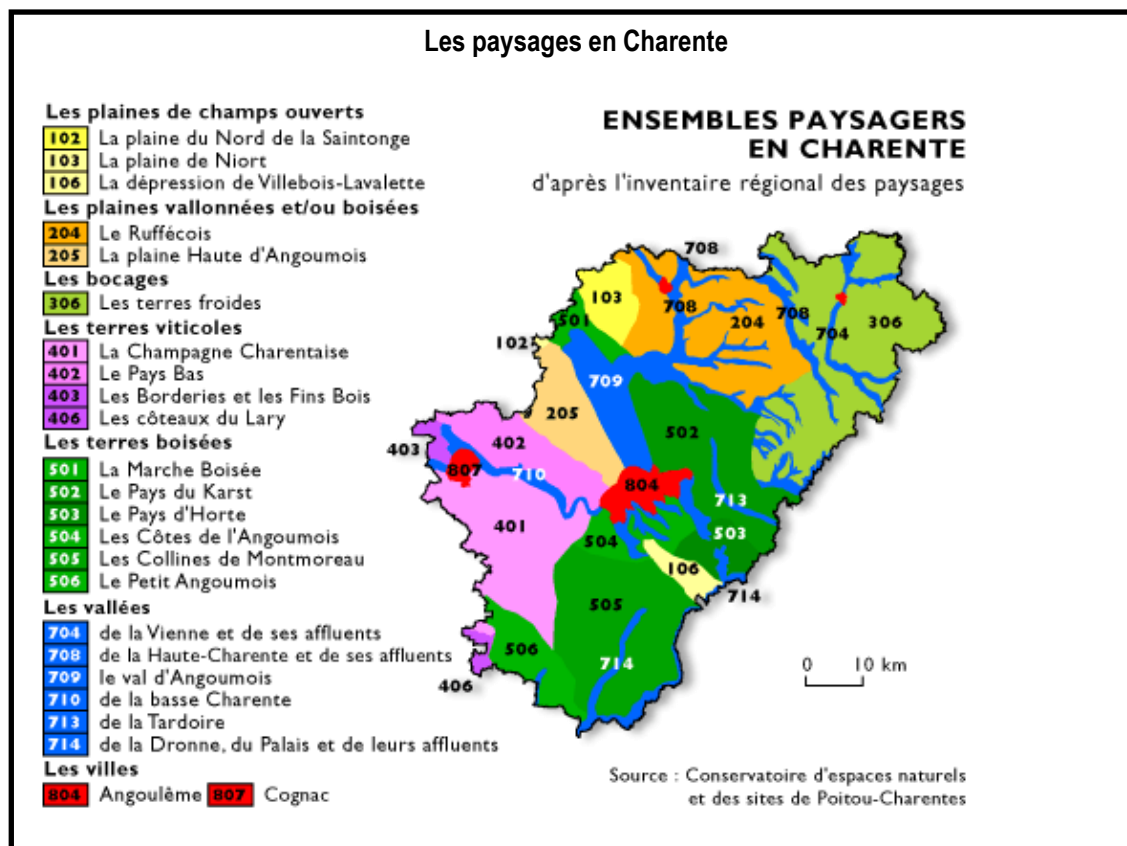 Les paysages en Charente
Les plaines de champs ouverts
102 La plaine du Nord de la Saintonge
103 La plaine de Niort
106 La dépression de Villebois-Lavalette
Les plaines vallonnées et/ou boisées
204 Le Ruffécois
205 La plaine Haute d'Angoumois
Les bocages
306 Les terres froides
Les terres viticoles
401 La Champagne Charentaise
402 Le Pays Bas
403 Les Borderies et les Fins Bois
406 Les côteaux du Lary
Les terres boisées
501 La Marche Boisée
502 Le Pays du Karst
503 Le Pays d'Horte
504 Les Côtes de l'Angoumois
505 Les Collines de Montmoreau
506 Le Petit Angoumois
Les vallées
704 de la Vienne et de ses affluents
708 de la Haute-Charente et de ses affluents
709 le val d'Angoumois
710 de la basse Charente
713 de la Tardoire
714 de la Dronne, du Palais et de leurs affluents
Les villes
804 Angoulême 807 Cognac
ENSEMBLES PAYSAGERS
EN CHARENTE
d'après l'inventaire régional des paysages
708
103
708
708
501
204
704
306
102
709
205
502
402
403
807
710
804
713
401
504
503
106
714
505
506
714
406
0 10 km
Source : Conservatoire d'espaces naturels
et des sites de Poitou-Charentes